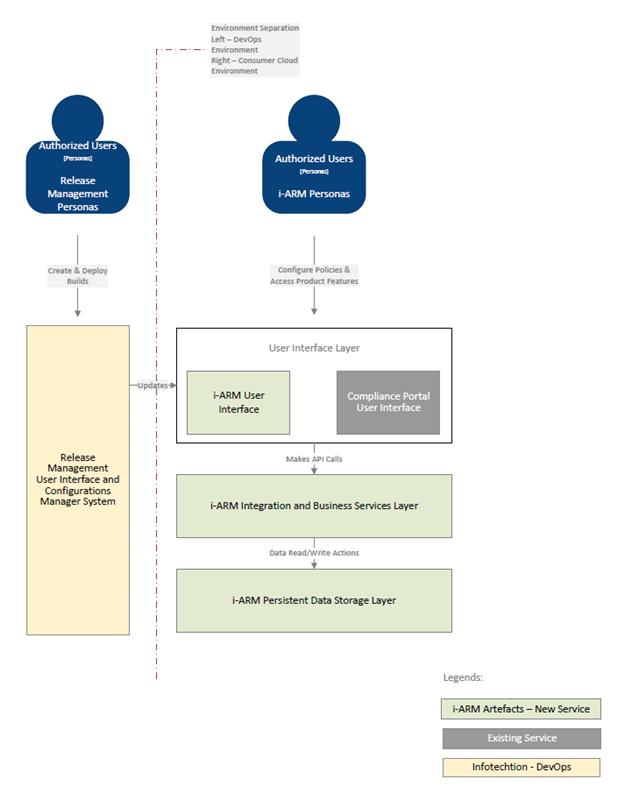 Environment Separation
Left – DevOps
Environment
Right – Consumer Cloud
Environment
Authorized Users
[Personas]
Release
Management
Personas
Authorized Users
[Personas]
i-ARM Personas
Create & Deploy
Builds
Configure Policies &
Access Product Features
User Interface Layer
i-ARM User
Interface
Compliance Portal
User Interface
Updates
Makes API Calls
Release
Management
User Interface and
Configurations
Manager System
i-ARM Integration and Business Services Layer
Data Read/Write Actions
i-ARM Persistent Data Storage Layer
Legends:
i-ARM Artefacts – New Service
Existing Service
Infotechtion - DevOps